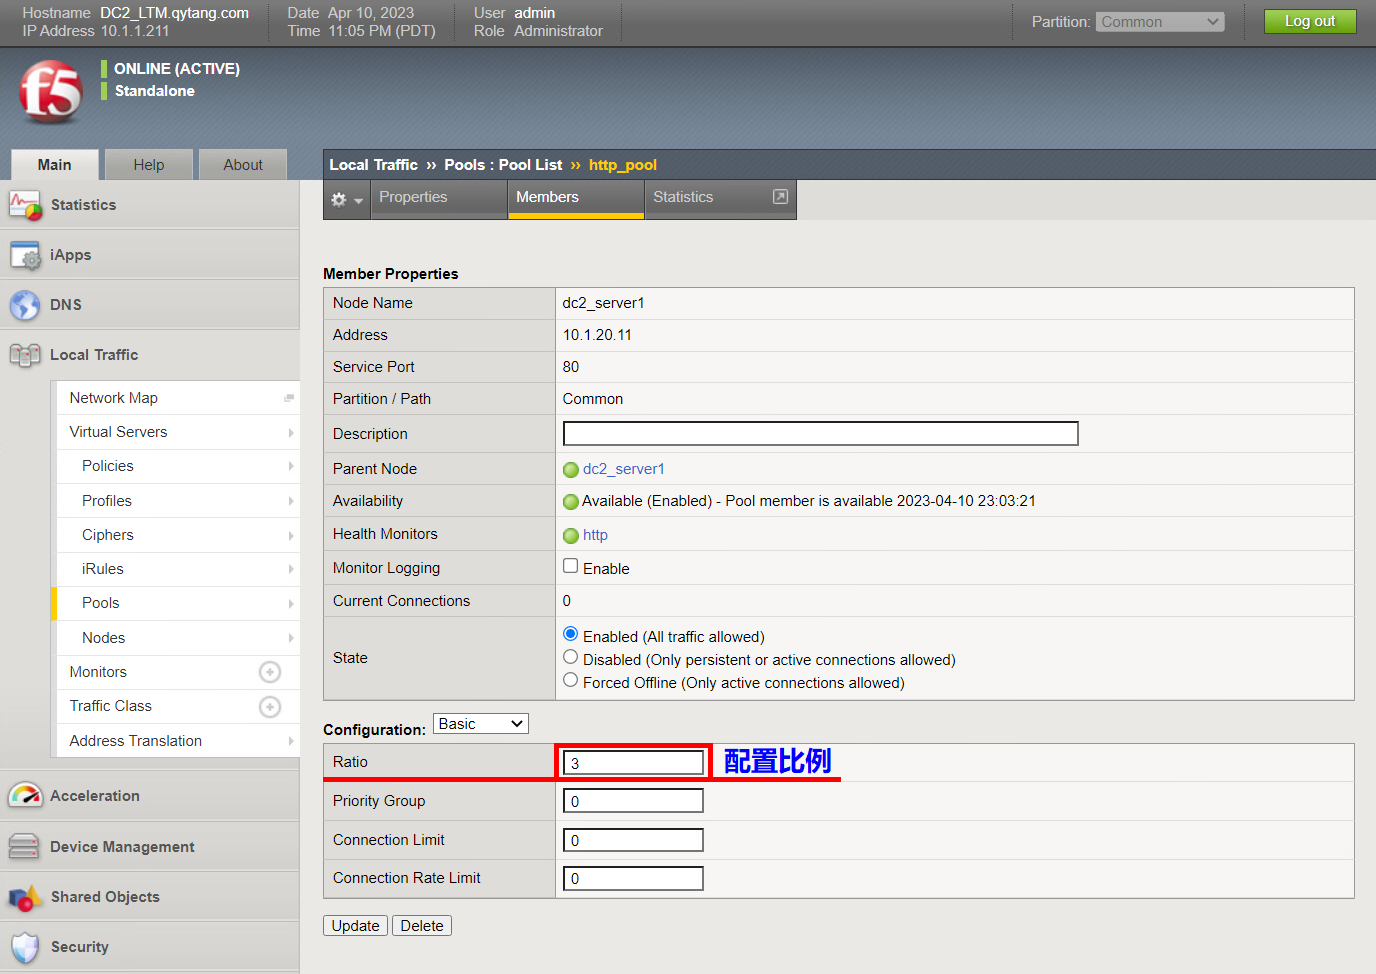 Hostname DC2_LTM.qytang.com Date Apr 10, 2023 User admin
IP Address 10.1.1.211 Time 11:05 PM (PDT) Role Administrator
Partition: Common Log out
f5
ONLINE (ACTIVE)
Standalone
Main Help About
Local Traffic ›› Pools : Pool List ›› http_pool
Properties Members Statistics
Statistics
iApps
DNS
Local Traffic
Network Map
Virtual Servers
Policies
Profiles
Ciphers
iRules
Pools
Nodes
Monitors
Traffic Class
Address Translation
Acceleration
Device Management
Shared Objects
Security
Member Properties
Node Name dc2_server1
Address 10.1.20.11
Service Port 80
Partition / Path Common
Description
Parent Node dc2_server1
Availability Available (Enabled) - Pool member is available 2023-04-10 23:03:21
Health Monitors http
Monitor Logging Enable
Current Connections 0
State
Enabled (All traffic allowed)
Disabled (Only persistent or active connections allowed)
Forced Offline (Only active connections allowed)
Configuration: Basic
Ratio 3 配置比例
Priority Group 0
Connection Limit 0
Connection Rate Limit 0
Update Delete